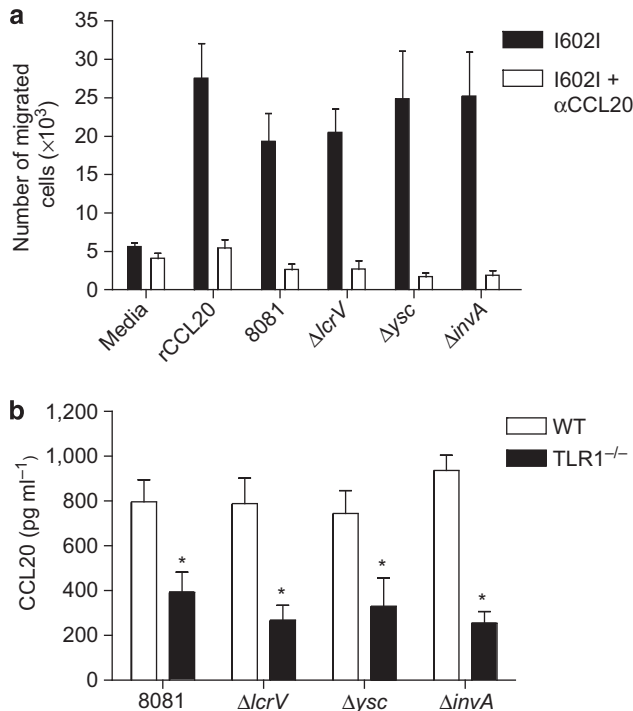 a
Number of migrated
cells (×10³)
35
30
25
20
15
10
5
0
Media
rCCL20
8081
ΔlcrV
Δysc
ΔinvA
I602I
I602I +
αCCL20
b
CCL20 (pg ml⁻¹)
1,200
1,000
800
600
400
200
0
*
*
*
*
8081
ΔlcrV
Δysc
ΔinvA
WT
TLR1⁻/⁻